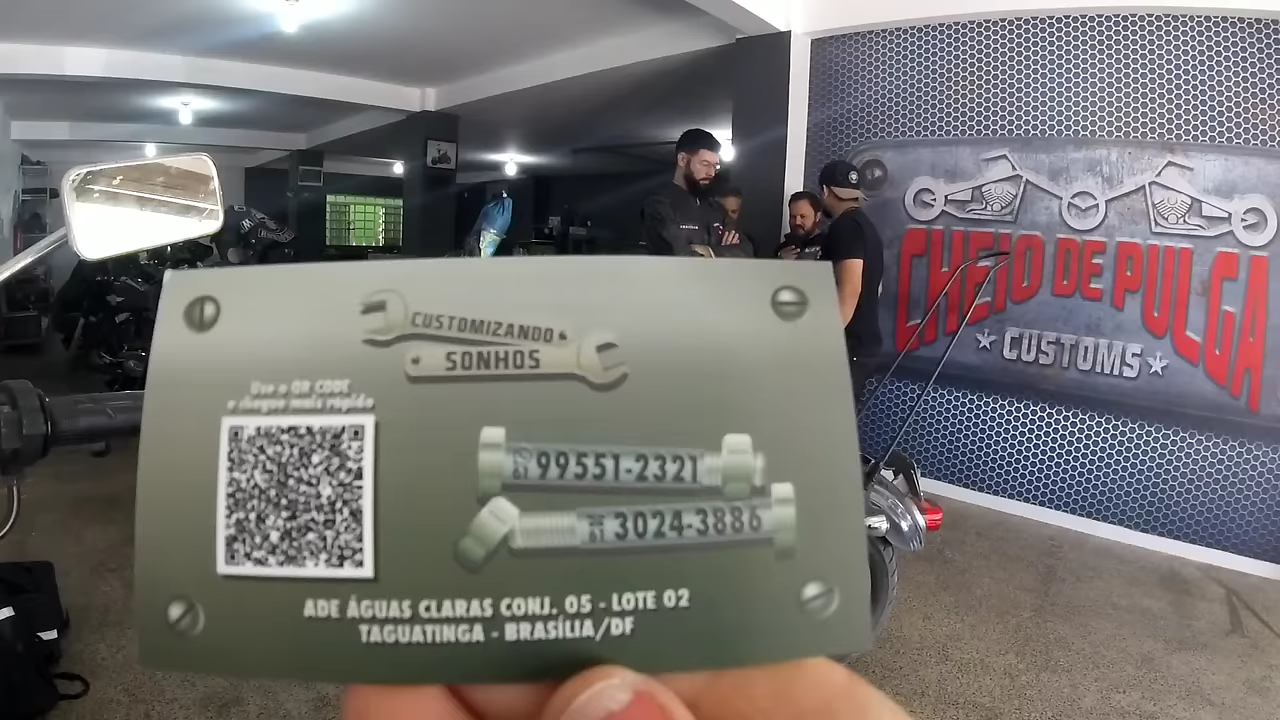 CUSTOMIZANDO
SONHOS
Use o QR CODE
e chegue mais rápido
99551-2321
61 3024-3886
ADE ÁGUAS CLARAS CONJ. 05 - LOTE 02
TAGUATINGA - BRASÍLIA/DF
CHEIO DE PULGA
CUSTOMS